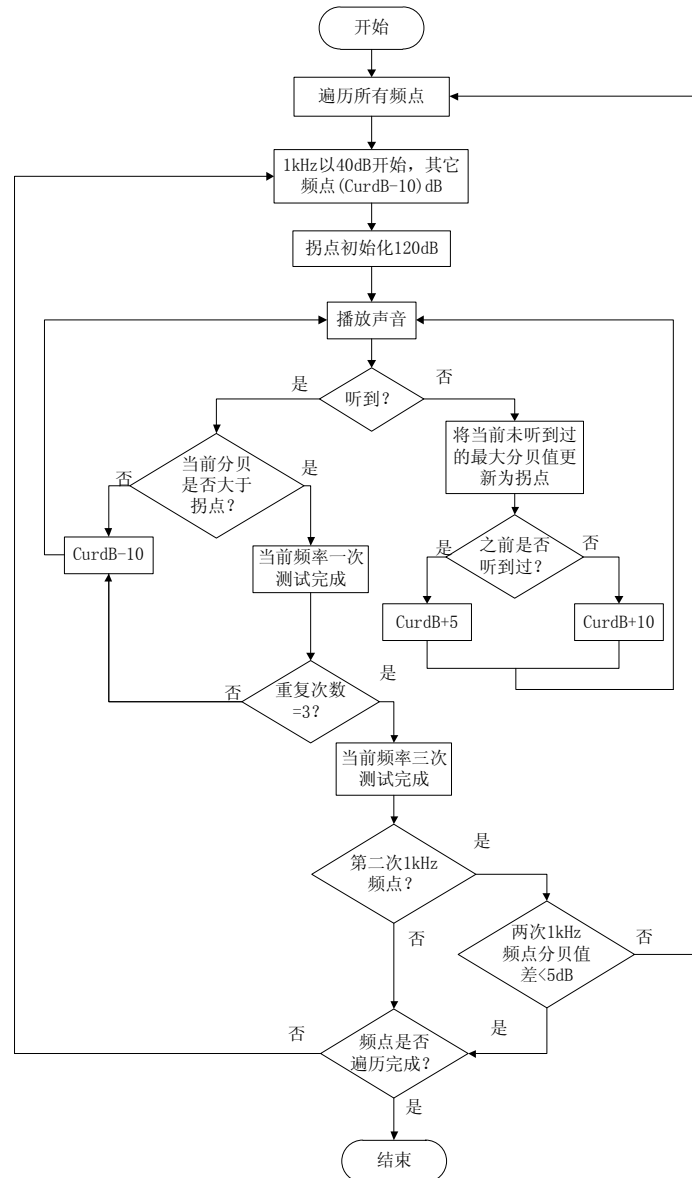 开始
遍历所有频点
1kHz以40dB开始，其它
频点(CurdB-10)dB
拐点初始化120dB
播放声音
是
听到？
否
当前分贝
是否大于
拐点？
否
是
将当前未听到过
的最大分贝值更
新为拐点
CurdB-10
当前频率一次
测试完成
是
之前是否
听到过？
否
CurdB+5
CurdB+10
否
重复次数
=3？
是
当前频率三次
测试完成
第二次1kHz
频点？
是
否
两次1kHz
频点分贝值
差<5dB
否
是
否
频点是否
遍历完成？
是
结束